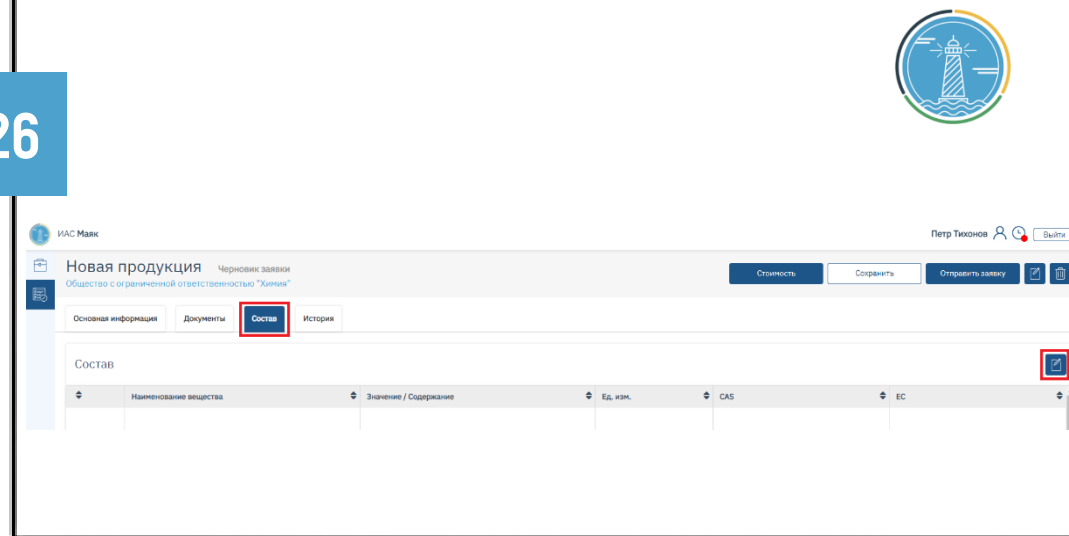 26
ИАС Маяк
Петр Тихонов
Выйти
Новая продукция Черновик заявки
Общество с ограниченной ответственностью "Химия"
Стоимость
Сохранить
Отправить заявку
Основная информация
Документы
Состав
История
Состав
Наименование вещества
Значение / Содержание
Ед. изм.
CAS
EC